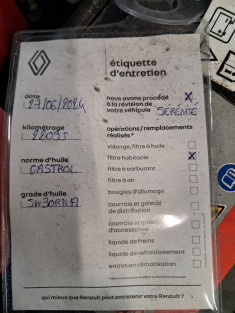 étiquette
d'entretien
date
27/06/2024
nous avons procédé
à la révision de
votre véhicule
X
SÉRÉNITÉ
kilométrage
opérations/remplacements
réalisés *
vidange, filtre à huile
norme d'huile
filtre habitacle X
CASTROL
filtre à carburant
filtre à air
grade d'huile
bougies d'allumage
courroie et galet(s)
de distribution
courroie et galet(s)
d'accessoires
liquide de freins
liquide de refroidissement
entretien climatisation
qui mieux que Renault peut entretenir votre Renault ?